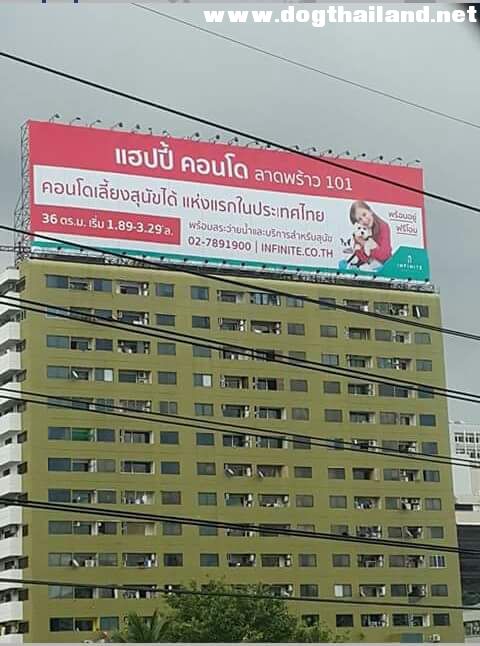 www.dogthailand.net
แฮปปี้ คอนโด ลาดพร้าว 101
คอนโดเลี้ยงสุนัขได้ แห่งแรกในประเทศไทย
36 ตร.ม. เริ่ม 1.89-3.29 ล.
พร้อมสระว่ายน้ำและบริการสำหรับสุนัข
02-7891900 | INFINITE.CO.TH
พร้อมอยู่
ฟรีโอน
INFINITE